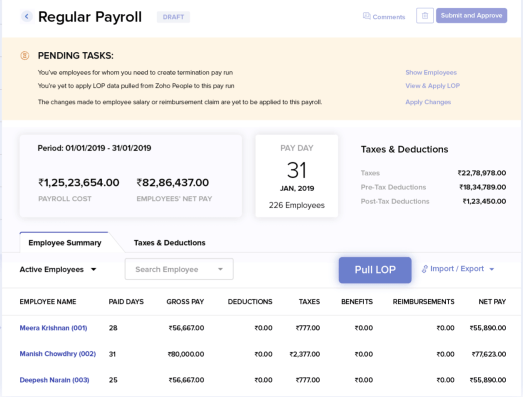 Regular Payroll DRAFT Comments Submit and Approve
PENDING TASKS:
You've employees for whom you need to create termination pay run Show Employees
You're yet to apply LOP data pulled from Zoho People to this pay run View & Apply LOP
The changes made to employee salary or reimbursement claim are yet to be applied to this payroll. Apply Changes
Period: 01/01/2019 - 31/01/2019
₹1,25,23,654.00 ₹82,86,437.00
PAYROLL COST EMPLOYEES' NET PAY
PAY DAY
31
JAN, 2019
226 Employees
Taxes & Deductions
Taxes ₹22,78,978.00
Pre-Tax Deductions ₹18,34,789.00
Post-Tax Deductions ₹1,23,450.00
Employee Summary Taxes & Deductions
Active Employees Search Employee Pull LOP Import / Export
EMPLOYEE NAME PAID DAYS GROSS PAY DEDUCTIONS TAXES BENEFITS REIMBURSEMENTS NET PAY
Meera Krishnan (001) 28 ₹56,667.00 ₹0.00 ₹777.00 ₹0.00 ₹0.00 ₹55,890.00
Manish Chowdhry (002) 31 ₹80,000.00 ₹0.00 ₹2,377.00 ₹0.00 ₹0.00 ₹77,623.00
Deepesh Narain (003) 25 ₹56,667.00 ₹0.00 ₹777.00 ₹0.00 ₹0.00 ₹55,890.00